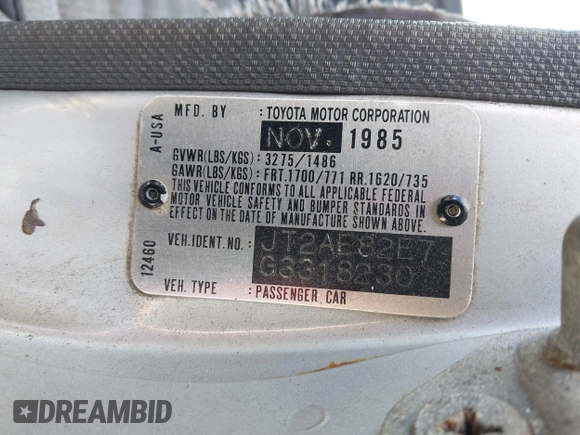 MFD. BY : TOYOTA MOTOR CORPORATION
NOV. 1985
GVWR(LBS/KGS) : 3275/1486
GAWR(LBS/KGS) : FRT.1700/771 RR.1620/735
THIS VEHICLE CONFORMS TO ALL APPLICABLE FEDERAL
MOTOR VEHICLE SAFETY AND BUMPER STANDARDS IN
EFFECT ON THE DATE OF MANUFACTURE SHOWN ABOVE.
VEH.IDENT. NO. : JT2AE82E7
G3318230
VEH. TYPE : PASSENGER CAR
A-USA
12460
DREAMBID